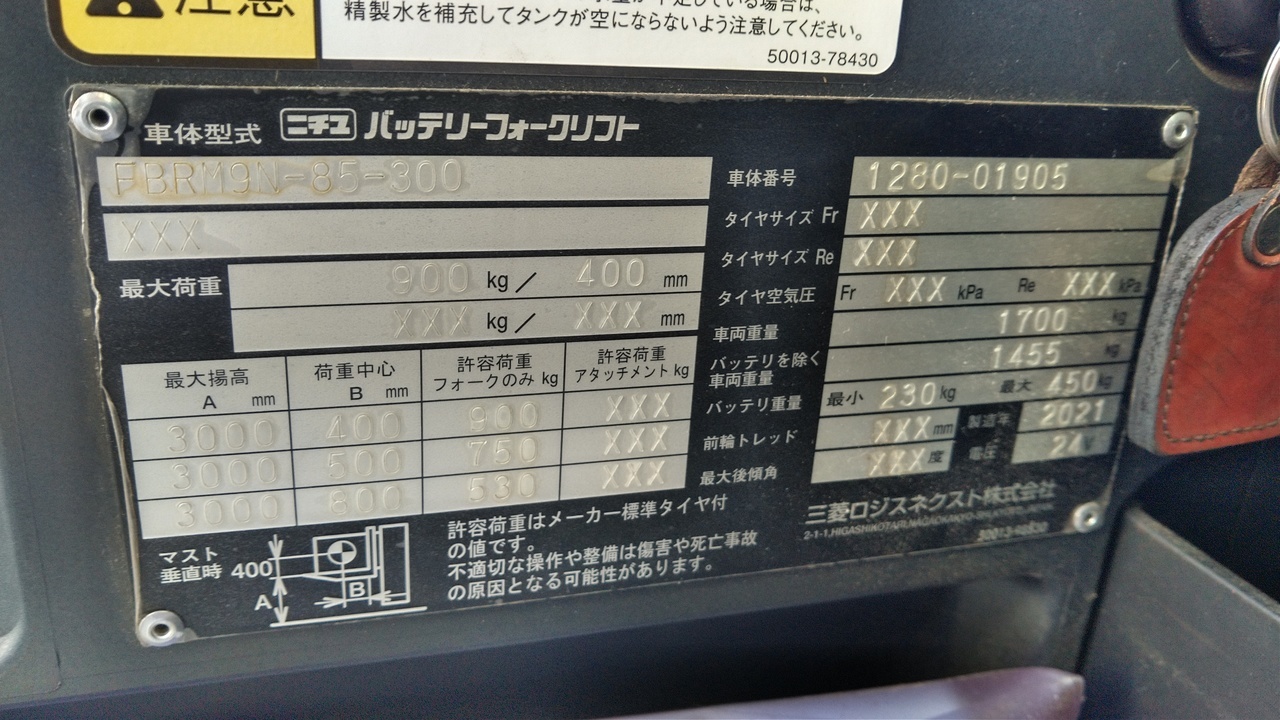 注意
精製水を補充してタンクが空にならないよう注意してください。
50013-78430
車体型式 ニチユ バッテリーフォークリフト
FBRM9N-85-300
XXX
最大荷重 900 kg／ 400 mm
XXX kg／ XXX mm
最大揚高 A mm 荷重中心 B mm 許容荷重 フォークのみ kg 許容荷重 アタッチメント kg
3000 400 900 XXX
3000 500 750 XXX
3000 600 530 XXX
マスト垂直時 400 A B
許容荷重はメーカー標準タイヤ付
の値です。
不適切な操作や整備は傷害や死亡事故
の原因となる可能性があります。
車体番号 1280-01905
タイヤサイズ Fr XXX
タイヤサイズ Re XXX
タイヤ空気圧 Fr XXX kPa Re XXX kPa
車両重量 1700 kg
バッテリを除く
車両重量 1455 kg
バッテリ重量 最小 230 kg 最大 450 kg
前輪トレッド XXX mm 製造年 2021
最大後傾角 XXX 度 電圧 24 V
三菱ロジスネクスト株式会社